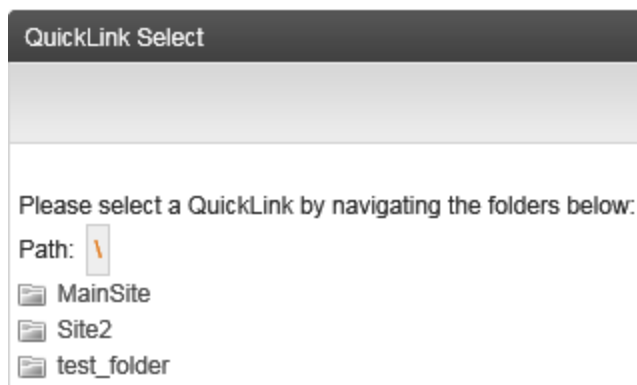 QuickLink Select
Please select a QuickLink by navigating the folders below:
Path: \
MainSite
Site2
test_folder